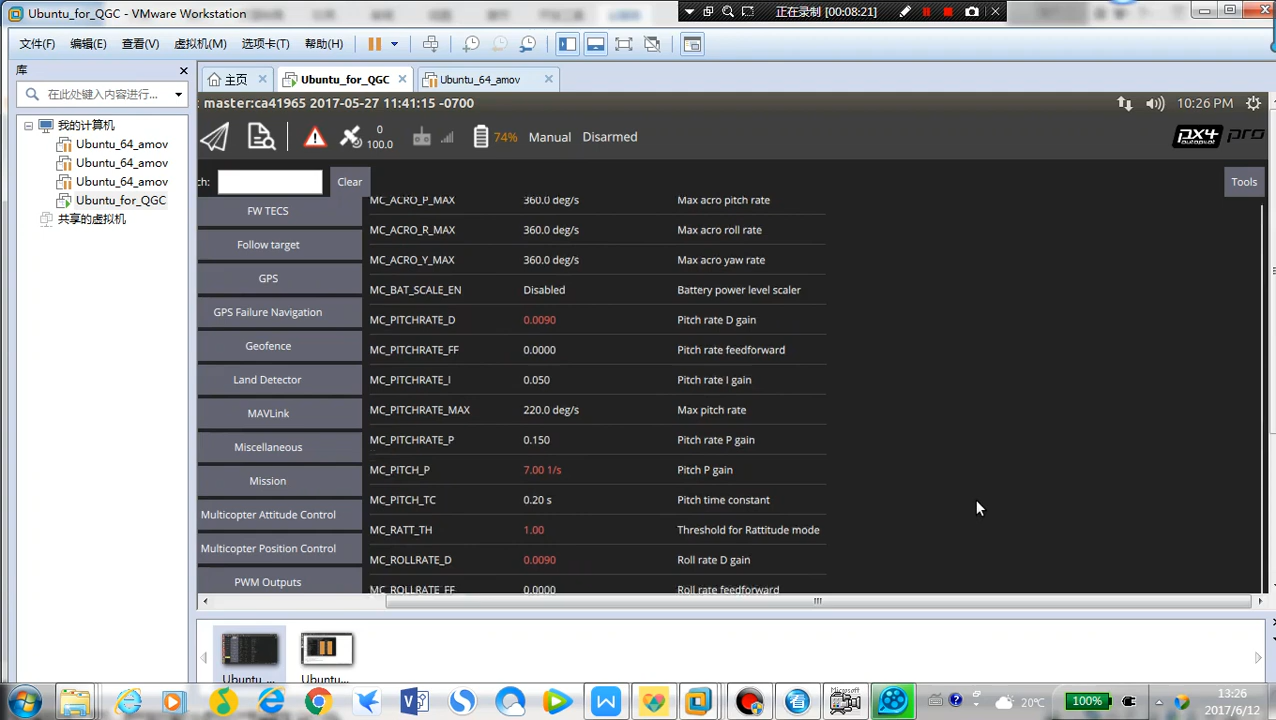 Ubuntu_for_QGC - VMware Workstation
正在录制 [00:08:21]
文件(F) 编辑(E) 查看(V) 虚拟机(M) 选项卡(T) 帮助(H)
库
在此处键入内容进行...
我的计算机
Ubuntu_64_amov
Ubuntu_64_amov
Ubuntu_64_amov
Ubuntu_for_QGC
共享的虚拟机
主页 Ubuntu_for_QGC Ubuntu_64_amov
master:ca41965 2017-05-27 11:41:15 -0700
10:26 PM
0
100.0
74% Manual Disarmed
px4 pro
autopilot
ch: Clear Tools
FW TECS
Follow target
GPS
GPS Failure Navigation
Geofence
Land Detector
MAVLink
Miscellaneous
Mission
Multicopter Attitude Control
Multicopter Position Control
PWM Outputs
MC_ACRO_P_MAX 360.0 deg/s Max acro pitch rate
MC_ACRO_R_MAX 360.0 deg/s Max acro roll rate
MC_ACRO_Y_MAX 360.0 deg/s Max acro yaw rate
MC_BAT_SCALE_EN Disabled Battery power level scaler
MC_PITCHRATE_D 0.0090 Pitch rate D gain
MC_PITCHRATE_FF 0.0000 Pitch rate feedforward
MC_PITCHRATE_I 0.050 Pitch rate I gain
MC_PITCHRATE_MAX 220.0 deg/s Max pitch rate
MC_PITCHRATE_P 0.150 Pitch rate P gain
MC_PITCH_P 7.00 1/s Pitch P gain
MC_PITCH_TC 0.20 s Pitch time constant
MC_RATT_TH 1.00 Threshold for Rattitude mode
MC_ROLLRATE_D 0.0090 Roll rate D gain
MC_ROLLRATE_FF 0.0000 Roll rate feedforward
Ubuntu_... Ubuntu...
20℃
100%
13:26
2017/6/12